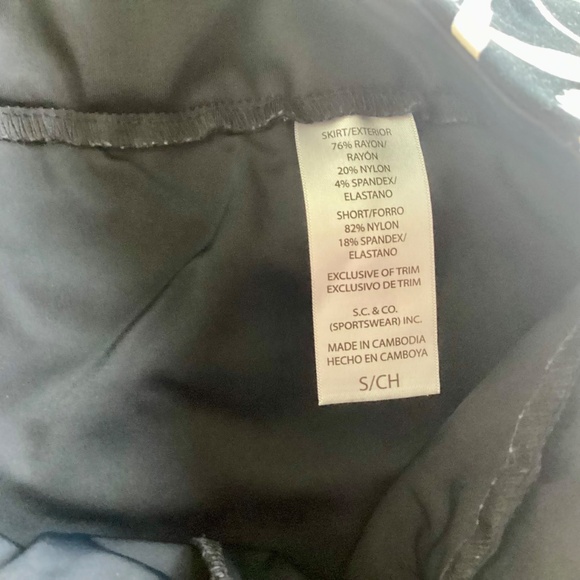 SKIRT/EXTERIOR
76% RAYON/
RAYÓN
20% NYLON
4% SPANDEX/
ELASTANO
SHORT/FORRO
82% NYLON
18% SPANDEX/
ELASTANO
EXCLUSIVE OF TRIM
EXCLUSIVO DE TRIM
S.C. & CO.
(SPORTSWEAR) INC.
MADE IN CAMBODIA
HECHO EN CAMBOYA
S/CH